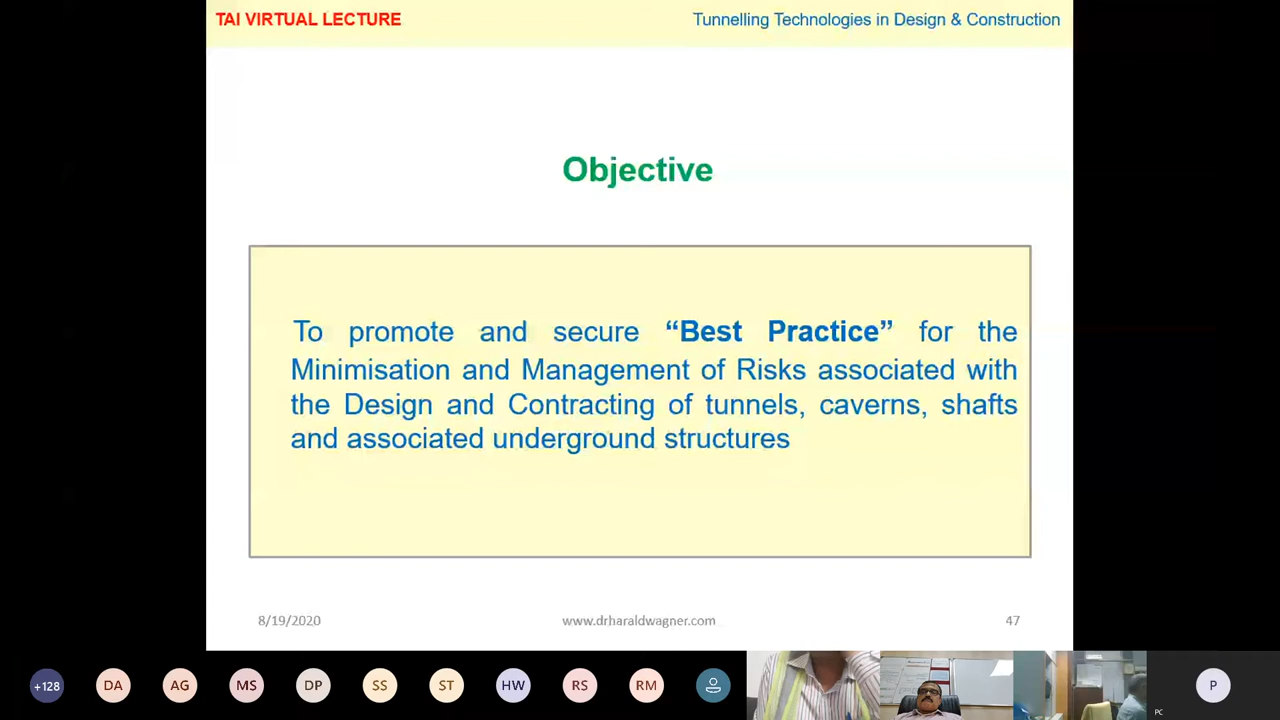 TAI VIRTUAL LECTURE
Tunnelling Technologies in Design & Construction
Objective
To promote and secure “Best Practice” for the
Minimisation and Management of Risks associated with
the Design and Contracting of tunnels, caverns, shafts
and associated underground structures
8/19/2020
www.drharaldwagner.com
47
+128
DA
AG
MS
DP
SS
ST
HW
RS
RM
P
PC